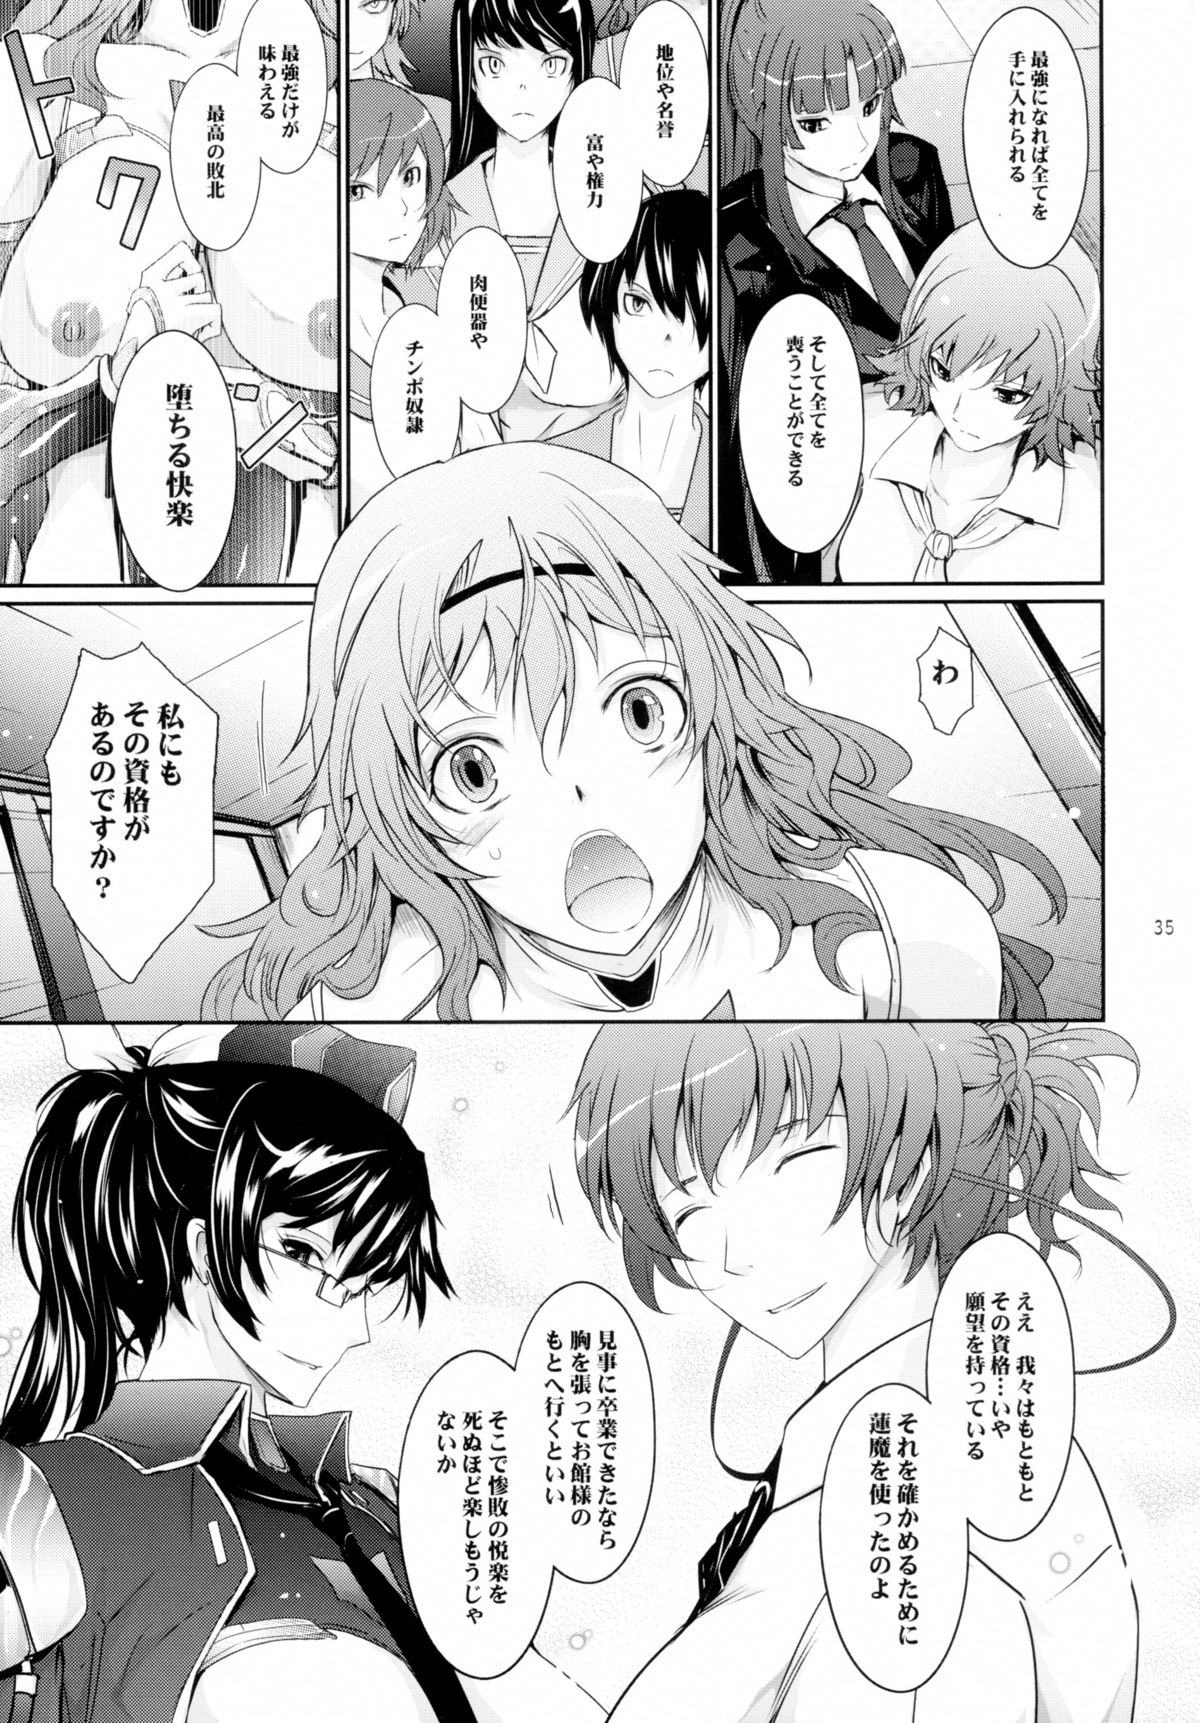 最強になれば全てを
手に入れられる
そして全てを
喪うことができる
地位や名誉
富や権力
肉便器や
チンポ奴隷
最強だけが
味わえる
最高の敗北
トクン
堕ちる快楽
わ
私にも
その資格が
あるのですか？
35
ええ 我々はもともと
その資格…いや
願望を持っている
それを確かめるために
蓮魔を使ったのよ
見事に卒業できたなら
胸を張ってお館様の
もとへ行くといい
そこで惨敗の悦楽を
死ぬほど楽しもうじゃ
ないか